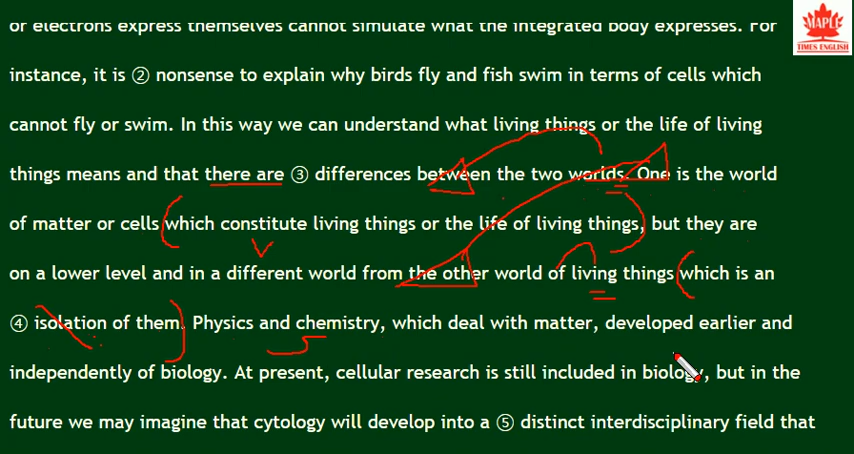 MAPLE
TIMES ENGLISH
or electrons express themselves cannot simulate what the integrated body expresses. For
instance, it is ② nonsense to explain why birds fly and fish swim in terms of cells which
cannot fly or swim. In this way we can understand what living things or the life of living
things means and that there are ③ differences between the two worlds. One is the world
of matter or cells which constitute living things or the life of living things, but they are
on a lower level and in a different world from the other world of living things which is an
④ isolation of them. Physics and chemistry, which deal with matter, developed earlier and
independently of biology. At present, cellular research is still included in biology, but in the
future we may imagine that cytology will develop into a ⑤ distinct interdisciplinary field that